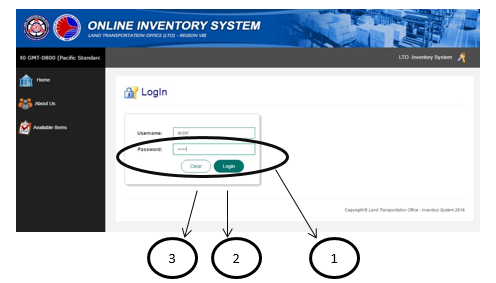 ONLINE INVENTORY SYSTEM
LAND TRANSPORTATION OFFICE (LTO) - REGION VIII
10 GMT-0800 (Pacific Standarc
LTO -Inventory System
Home
About Us
Available Items
Login
Username:
Password:
Clear
Login
Copyright © Land Transportation Office - Inventory System 2016
3
2
1